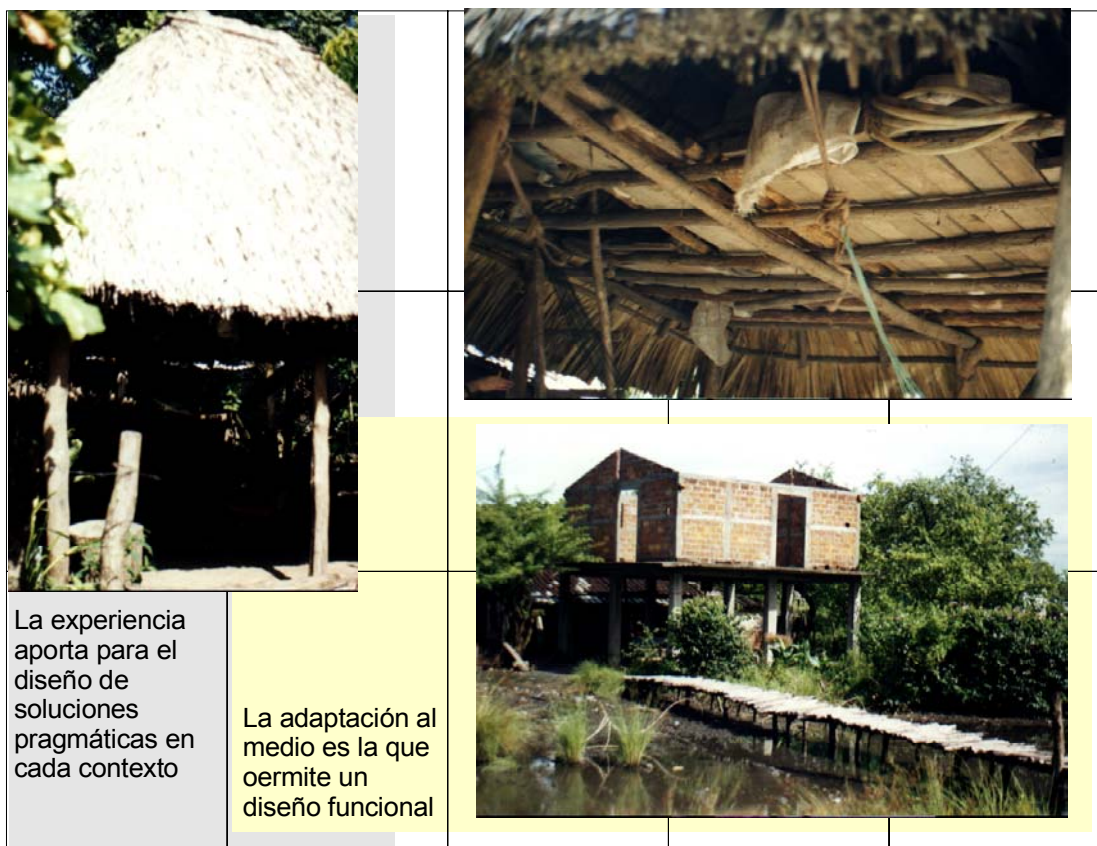 La experiencia
aporta para el
diseño de
soluciones
pragmáticas en
cada contexto
La adaptación al
medio es la que
oermite un
diseño funcional